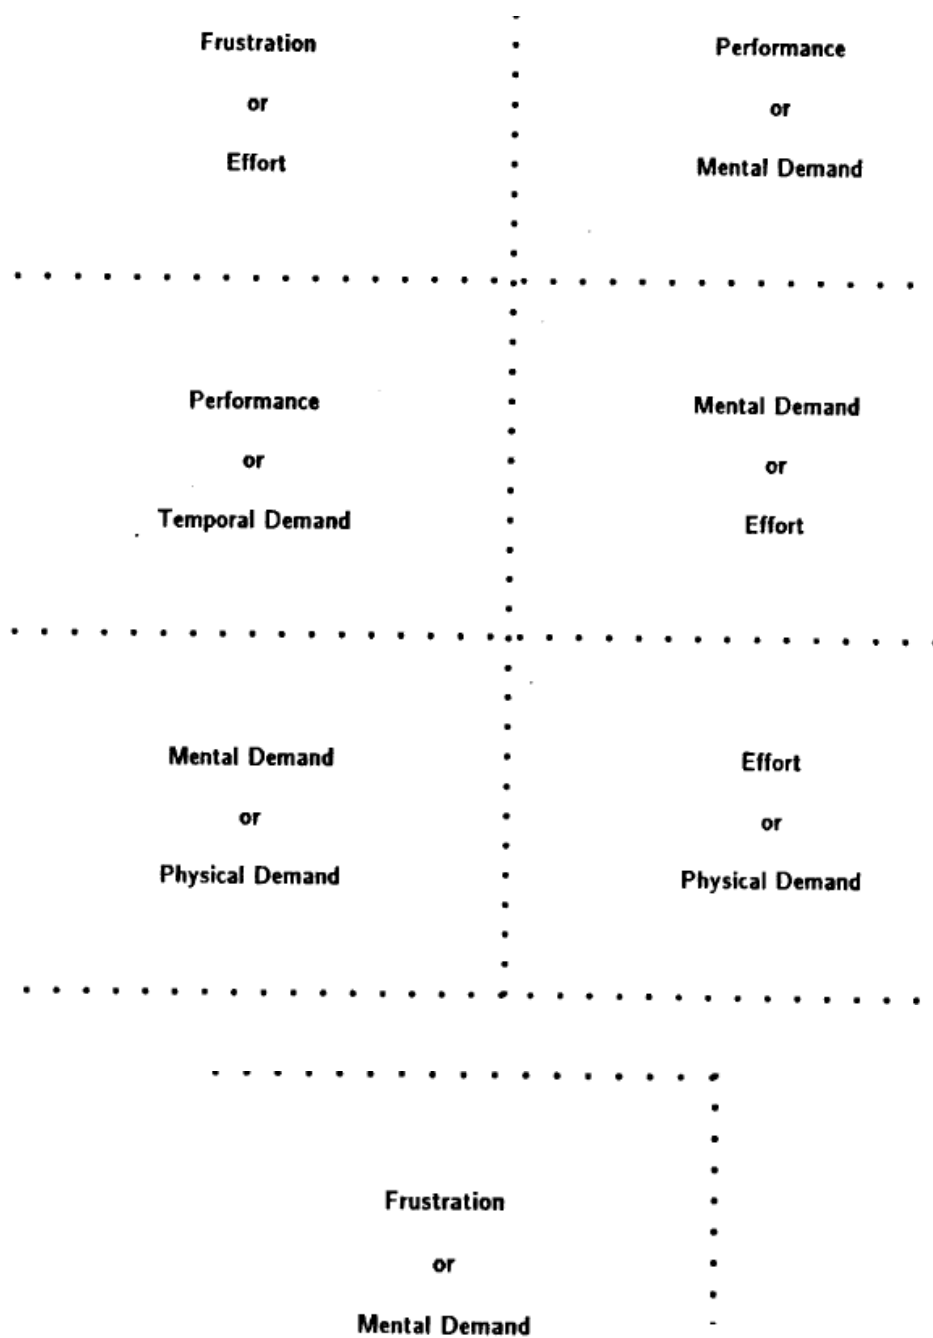 Frustration
or
Effort
Performance
or
Mental Demand
Performance
or
Temporal Demand
Mental Demand
or
Effort
Mental Demand
or
Physical Demand
Effort
or
Physical Demand
Frustration
or
Mental Demand